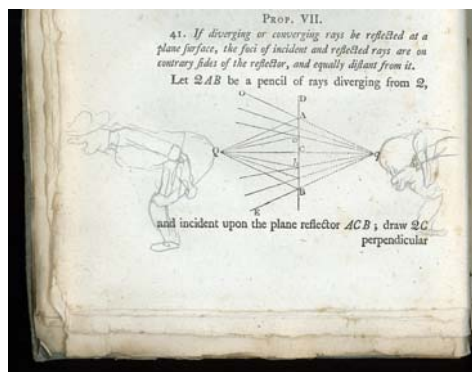 PROP. VII.
41. If diverging or converging rays be reflected at a
plane surface, the foci of incident and reflected rays are on
contrary sides of the reflector, and equally distant from it.
Let QAB be a pencil of rays diverging from Q,
O
D
A
Q
C
q
B
E
and incident upon the plane reflector ACB; draw QC
perpendicular